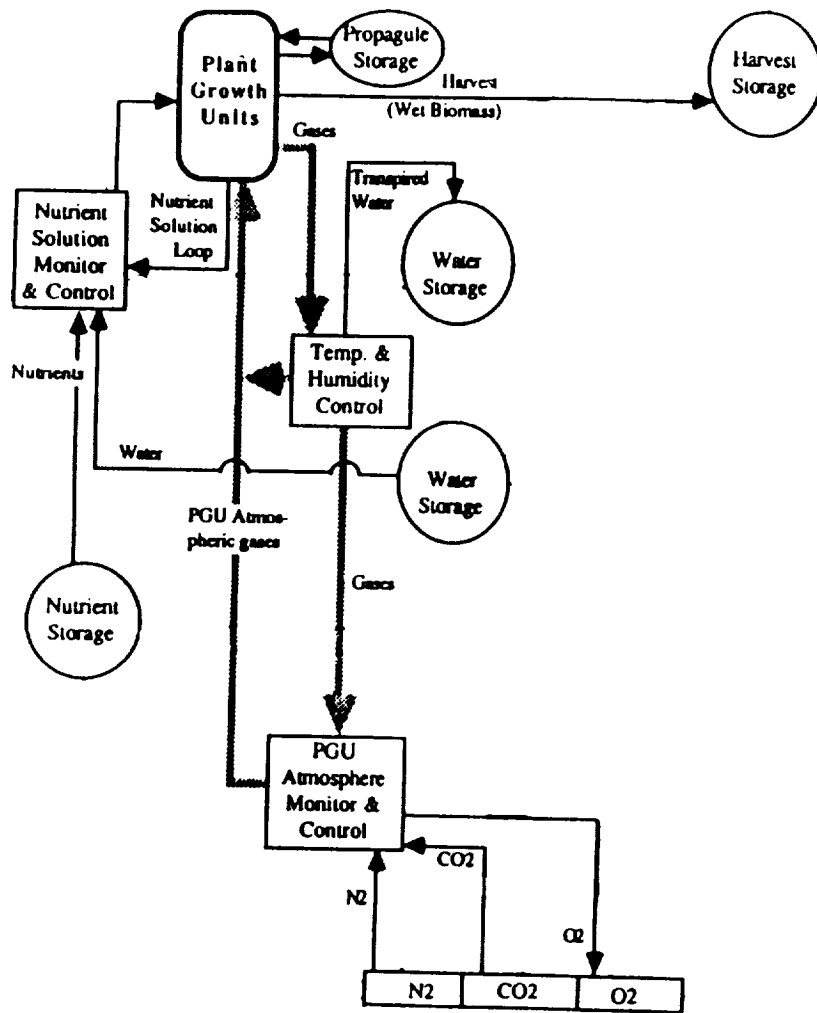 Propagule
Storage
Plant
Growth
Units
Harvest
(Wet Biomass)
Harvest
Storage
Gases
Transpired
Water
Nutrient
Solution
Loop
Nutrient
Solution
Monitor
& Control
Water
Storage
Temp. &
Humidity
Control
Nutrients
Water
Water
Storage
PGU Atmos-
pheric gases
Gases
Nutrient
Storage
PGU
Atmosphere
Monitor &
Control
CO2
N2
O2
N2
CO2
O2